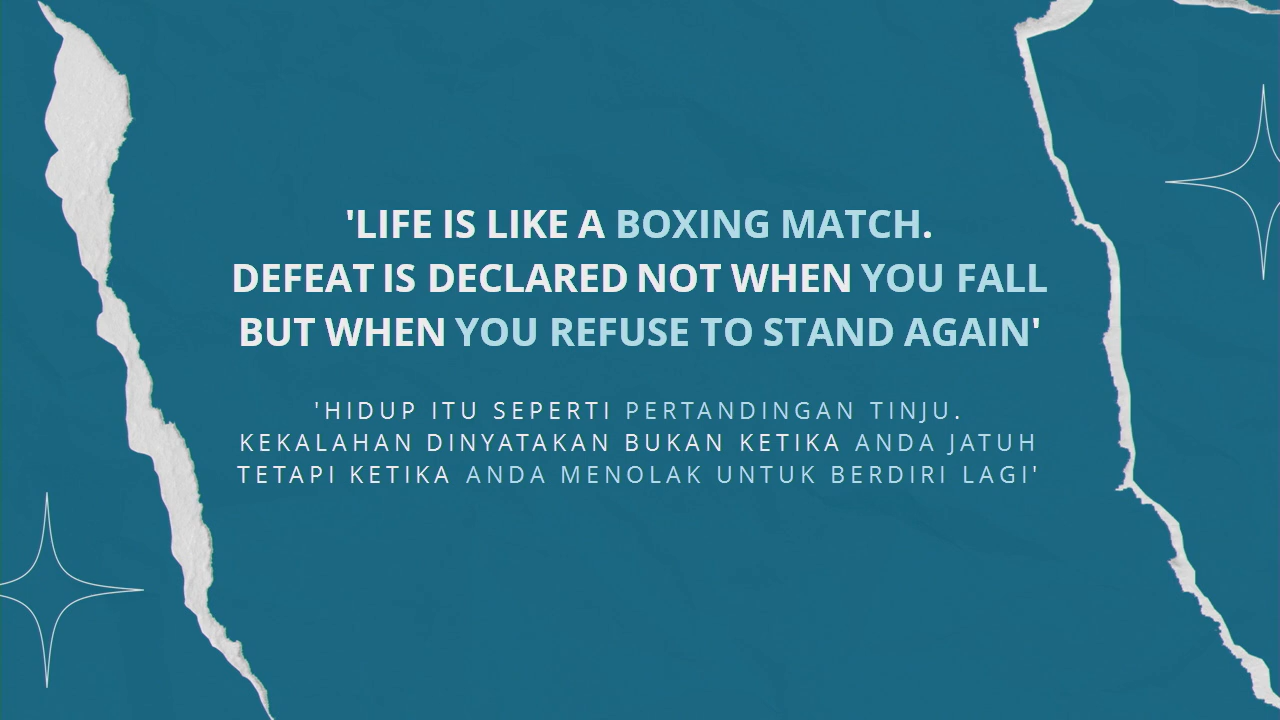 'LIFE IS LIKE A BOXING MATCH.
DEFEAT IS DECLARED NOT WHEN YOU FALL
BUT WHEN YOU REFUSE TO STAND AGAIN'
'HIDUP ITU SEPERTI PERTANDINGAN TINJU.
KEKALAHAN DINYATAKAN BUKAN KETIKA ANDA JATUH
TETAPI KETIKA ANDA MENOLAK UNTUK BERDIRI LAGI'